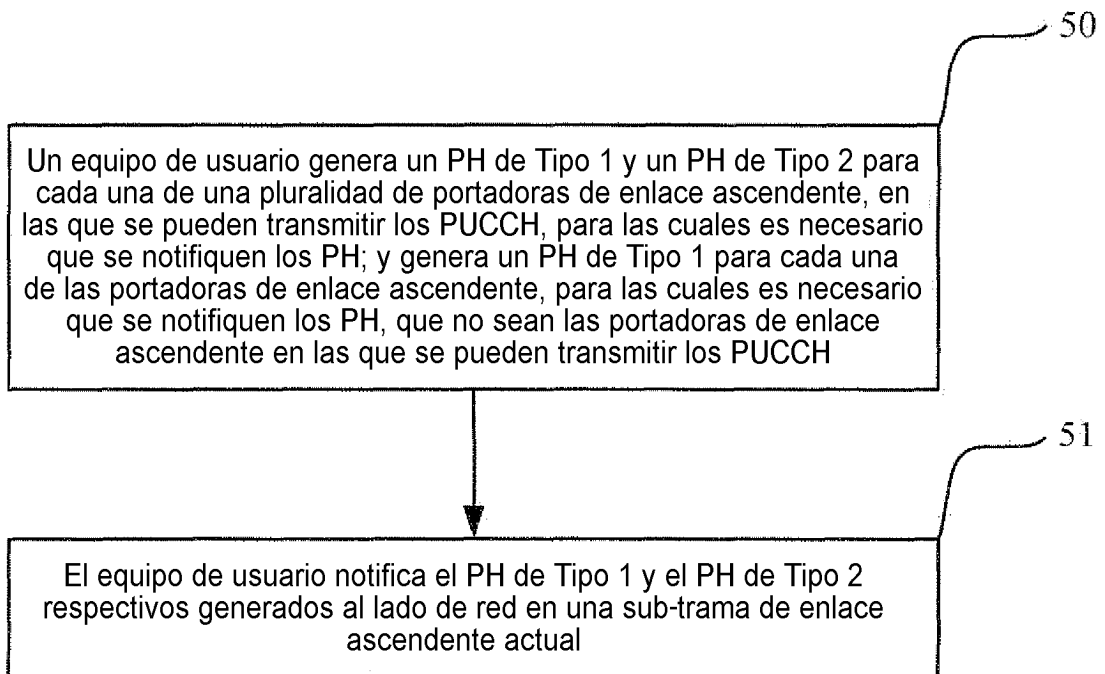 50
Un equipo de usuario genera un PH de Tipo 1 y un PH de Tipo 2 para
cada una de una pluralidad de portadoras de enlace ascendente, en
las que se pueden transmitir los PUCCH, para las cuales es necesario
que se notifiquen los PH; y genera un PH de Tipo 1 para cada una
de las portadoras de enlace ascendente, para las cuales es necesario
que se notifiquen los PH, que no sean las portadoras de enlace
ascendente en las que se pueden transmitir los PUCCH
51
El equipo de usuario notifica el PH de Tipo 1 y el PH de Tipo 2
respectivos generados al lado de red en una sub-trama de enlace
ascendente actual